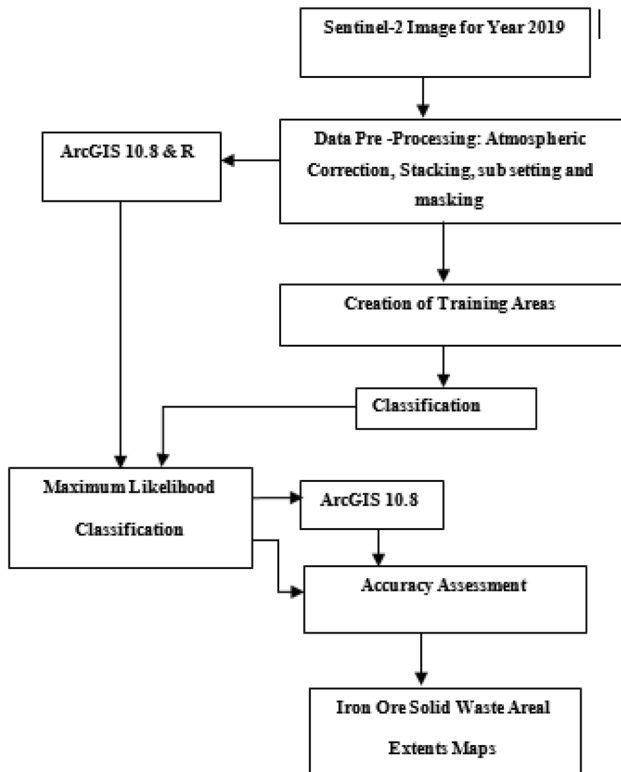 Sentinel-2 Image for Year 2019
Data Pre -Processing: Atmospheric
Correction, Stacking, sub setting and
masking
ArcGIS 10.8 & R
Creation of Training Areas
Classification
Maximum Likelihood
Classification
ArcGIS 10.8
Accuracy Assessment
Iron Ore Solid Waste Areal
Extents Maps